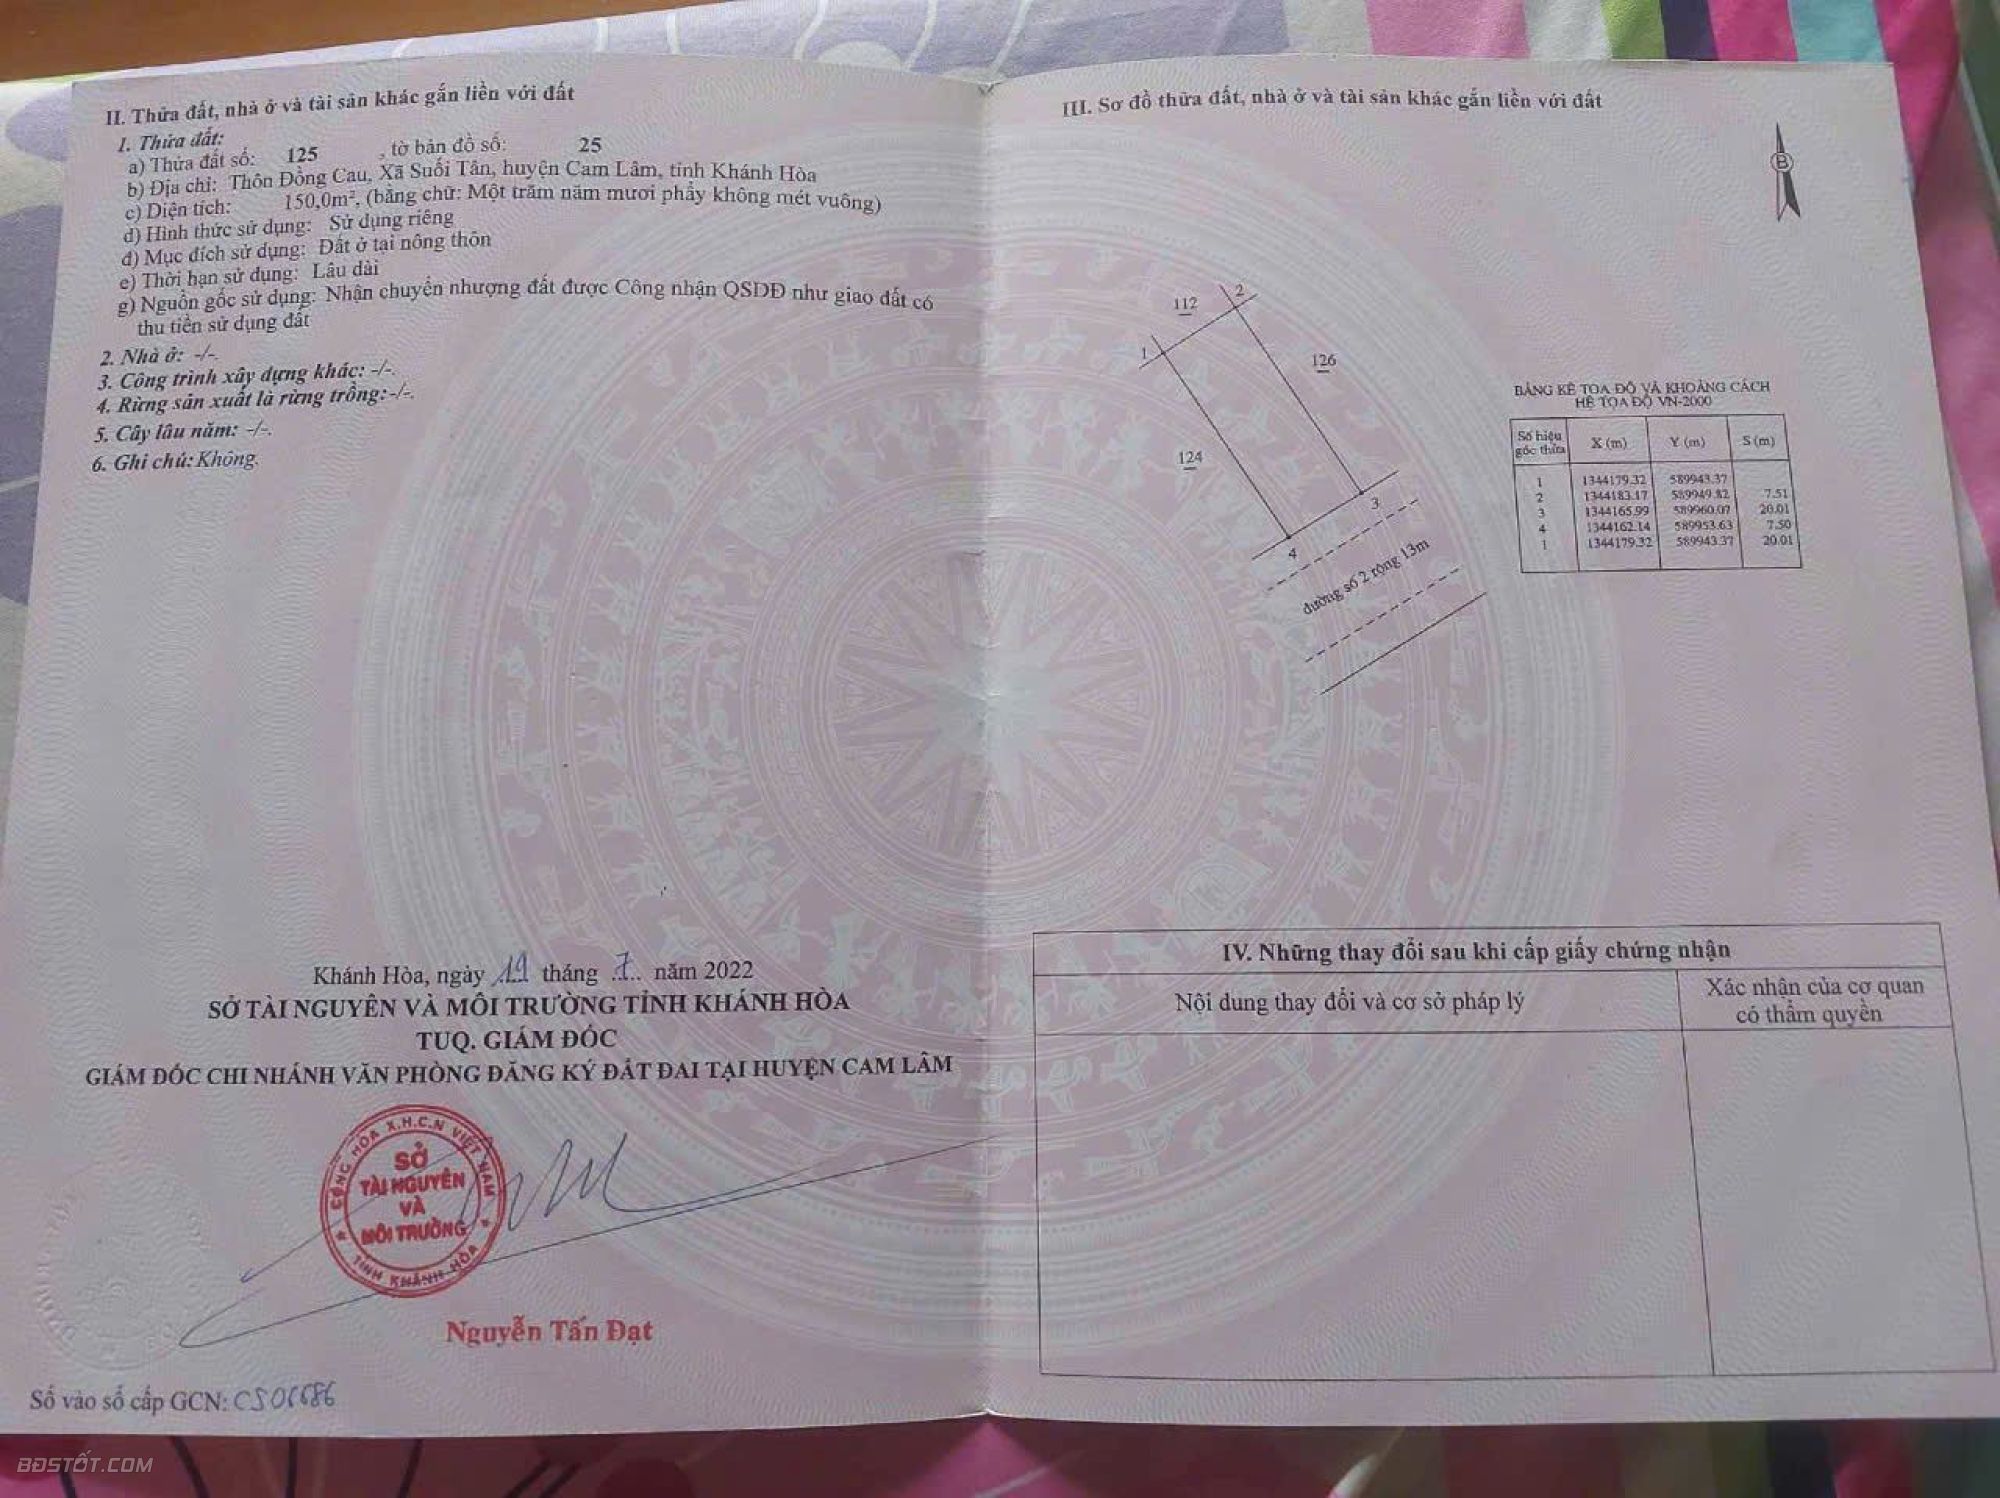 II. Thửa đất, nhà ở và tài sản khác gắn liền với đất
1. Thửa đất:
a) Thửa đất số: 125 , tờ bản đồ số: 25
b) Địa chỉ: Thôn Đồng Cau, Xã Suối Tân, huyện Cam Lâm, tỉnh Khánh Hòa
c) Diện tích: 150,0m², (bằng chữ: Một trăm năm mươi phẩy không mét vuông)
d) Hình thức sử dụng: Sử dụng riêng
đ) Mục đích sử dụng: Đất ở tại nông thôn
e) Thời hạn sử dụng: Lâu dài
g) Nguồn gốc sử dụng: Nhận chuyển nhượng đất được Công nhận QSDĐ như giao đất có
thu tiền sử dụng đất
2. Nhà ở: -/-.
3. Công trình xây dựng khác: -/-.
4. Rừng sản xuất là rừng trồng:-/-.
5. Cây lâu năm: -/-.
6. Ghi chú: Không.
Khánh Hòa, ngày 19 tháng 7 năm 2022
SỞ TÀI NGUYÊN VÀ MÔI TRƯỜNG TỈNH KHÁNH HÒA
TUQ. GIÁM ĐỐC
GIÁM ĐỐC CHI NHÁNH VĂN PHÒNG ĐĂNG KÝ ĐẤT ĐAI TẠI HUYỆN CAM LÂM
CỘNG HÒA X.H.C.N VIỆT NAM
SỞ
TÀI NGUYÊN
VÀ
MÔI TRƯỜNG
TỈNH KHÁNH HÒA
Nguyễn Tấn Đạt
Số vào sổ cấp GCN: CS06686
III. Sơ đồ thửa đất, nhà ở và tài sản khác gắn liền với đất
B
112
2
1
126
124
3
4
đường số 2 rộng 13m
BẢNG KÊ TỌA ĐỘ VÀ KHOẢNG CÁCH
HỆ TỌA ĐỘ VN-2000
Số hiệu góc thửa X (m) Y (m) S (m)
1 1344179.32 589943.37
2 1344183.17 589949.82 7.51
3 1344165.99 589960.07 20.01
4 1344162.14 589953.63 7.50
1 1344179.32 589943.37 20.01
IV. Những thay đổi sau khi cấp giấy chứng nhận
Nội dung thay đổi và cơ sở pháp lý
Xác nhận của cơ quan
có thẩm quyền
BĐSTỐT.COM